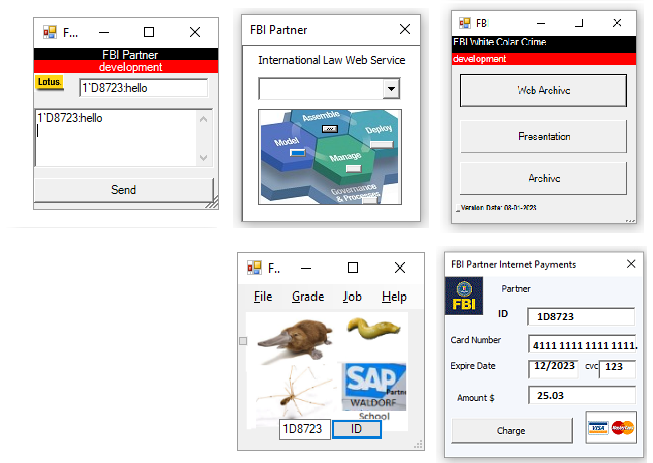 F...
FBI Partner
development
Lotus.
1`D8723:hello
1`D8723:hello
Send
FBI Partner
International Law Web Service
Assemble
Model
Deploy
Manage
Governance
& Processes
FBI
FBI White Colar Crime
development
Web Archive
Presentation
Archive
Version Date: 08-01-2023
F..
File Grade Job Help
SAP
Partner
WALDORF
School
1D8723 ID
FBI Partner Internet Payments
FBI
Partner
ID 1D8723
Card Number 4111 1111 1111 1111.
Expire Date 12/2023 cvc 123
Amount $ 25.03
Charge
VISA MasterCard